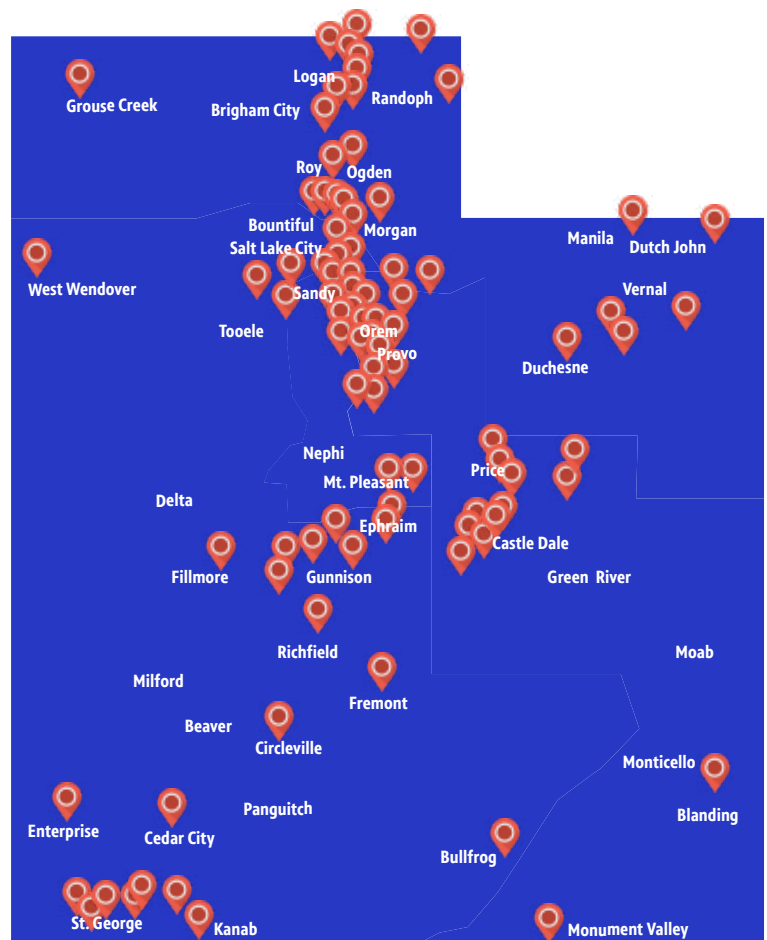 Logan
Grouse Creek
Brigham City
Randoph
Roy
Ogden
Bountiful
Morgan
Salt Lake City
Manila
Dutch John
West Wendover
Sandy
Vernal
Tooele
Orem
Provo
Duchesne
Nephi
Price
Mt. Pleasant
Delta
Ephraim
Castle Dale
Fillmore
Gunnison
Green River
Richfield
Moab
Milford
Fremont
Beaver
Circleville
Monticello
Panguitch
Blanding
Enterprise
Cedar City
Bullfrog
St. George
Kanab
Monument Valley